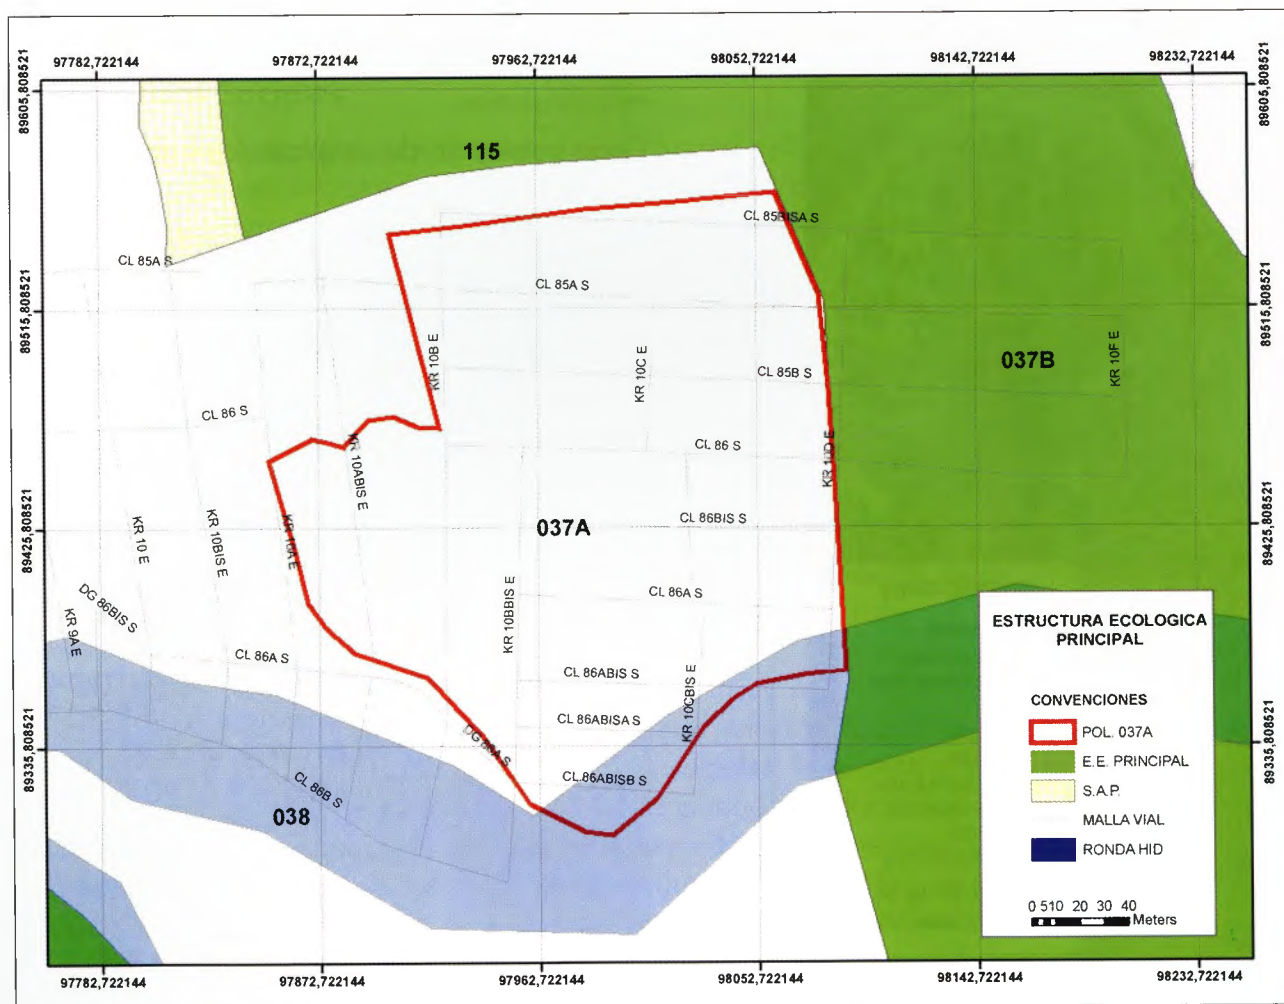 97782,722144 97872,722144 97962,722144 98052,722144 98142,722144 98232,722144
89605,808521 89605,808521
115
CL 85BISA S
CL 85A S
CL 85A S
89515,808521 89515,808521
KR 10B E
KR 10C E
CL 85B S
037B
KR 10F E
CL 86 S
CL 86 S
KR 10ABIS E
KR 10D E
CL 86BIS S
037A
89425,808521 89425,808521
KR 10 E
KR 10BIS E
KR 10A E
DG 86BIS S
KR 9A E
KR 10BBIS E
CL 86A S
CL 86A S
CL 86ABIS S
KR 10CBIS E
CL 86ABISA S
DG 86A S
CL 86ABISB S
CL 86B S
038
89335,808521 89335,808521
ESTRUCTURA ECOLOGICA
PRINCIPAL
CONVENCIONES
POL. 037A
E.E. PRINCIPAL
S.A.P.
MALLA VIAL
RONDA HID
0 510 20 30 40
Meters
97782,722144 97872,722144 97962,722144 98052,722144 98142,722144 98232,722144